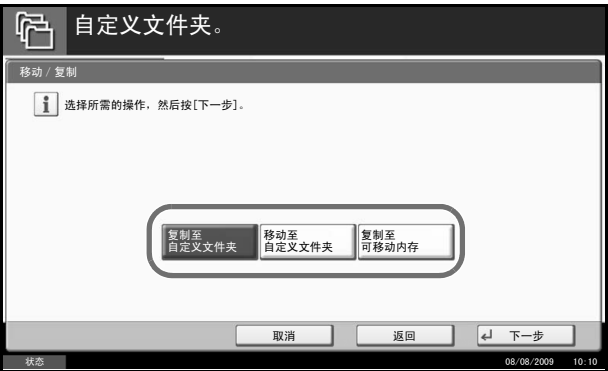 自定义文件夹。
移动 / 复制
i 选择所需的操作，然后按[下一步]。
复制至
自定义文件夹
移动至
自定义文件夹
复制至
可移动内存
取消
返回
下一步
状态
08/08/2009 10:10